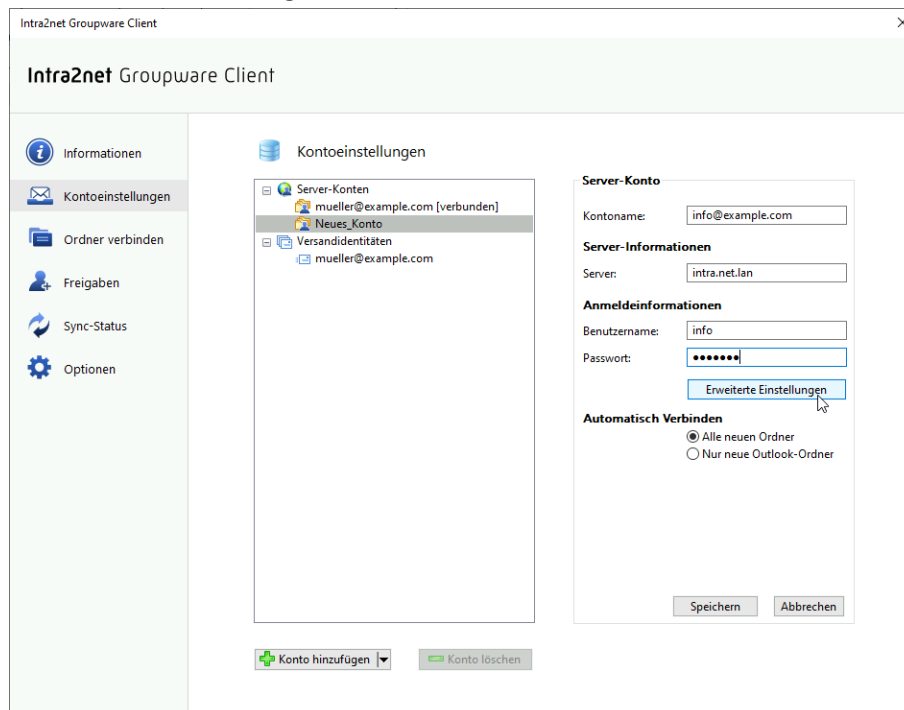 Intra2net Groupware Client
Intra2net Groupware Client
Informationen
Kontoeinstellungen
Ordner verbinden
Freigaben
Sync-Status
Optionen
Kontoeinstellungen
Server-Konten
mueller@example.com [verbunden]
Neues_Konto
Versandidentitäten
mueller@example.com
Konto hinzufügen
Konto löschen
Server-Konto
Kontoname: info@example.com
Server-Informationen
Server: intra.net.lan
Anmeldeinformationen
Benutzername: info
Passwort: •••••••
Erweiterte Einstellungen
Automatisch Verbinden
Alle neuen Ordner
Nur neue Outlook-Ordner
Speichern Abbrechen